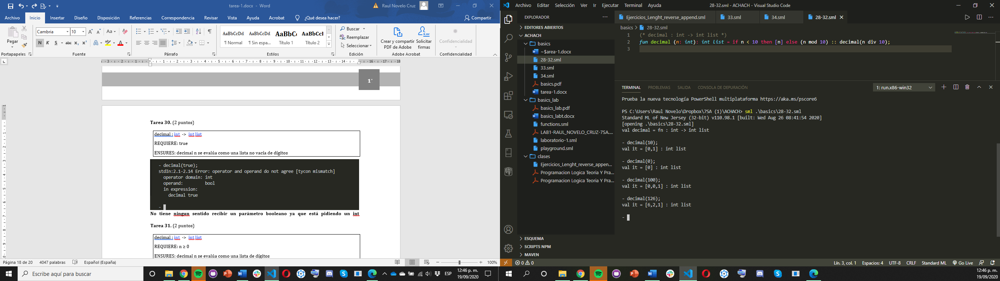 tarea-1.docx - Word
Raul Novelo Cruz
Archivo Inicio Insertar Diseño Disposición Referencias Correspondencia Revisar Vista Ayuda Acrobat ¿Qué desea hacer? Compartir
Pegar
Cambria 10
N K S abc x₂ x²
AaBbCcDd AaBbCcDd AaBbCc AaBbCcI
¶ Normal ¶ Sin espa... Título 1 Título 2
Buscar
Reemplazar
Seleccionar
Crear y compartir PDF de Adobe
Solicitar firmas
Confidencialidad
Portapapeles Fuente Párrafo Estilos Edición Adobe Acrobat Confidencialidad
1'
Tarea 30. (2 puntos)
decimal : int -> int list
REQUIERE: true
ENSURES: decimal n se evalúa como una lista no vacía de dígitos
- decimal(true);
stdIn:2.1-2.14 Error: operator and operand do not agree [tycon mismatch]
operator domain: int
operand: bool
in expression:
decimal true
-
No tiene ningun sentido recibir un parámetro booleano ya que está pidiendo un int
Tarea 31. (2 puntos)
decimal : int -> int list
REQUIERE: n ≥ 0
ENSURES: decimal n se evalúa como una lista de dígitos
Página 18 de 20 4047 palabras Español (España) 100%
Escribe aquí para buscar
ESP
12:46 p. m.
19/09/2020
Archivo Editar Selección Ver Ir Ejecutar Terminal Ayuda
28-32.sml - ACHACH - Visual Studio Code
EXPLORADOR
EDITORES ABIERTOS
ACHACH
basics
~$area-1.docx
28-32.sml
33.sml
34.sml
basics.pdf
tarea-1.docx
basics_lab
basics_lab.pdf
basics_labt.docx
functions.sml
LAB1-RAUL_NOVELO_CRUZ-7SA....
laboratorio-1.sml
playground.sml
clases
Ejercicios_Lenght_reverse_appen...
Programacion Logica Teoria Y Pra...
Programacion Logica Teoria Y Pra...
ESQUEMA
SCRIPTS NPM
MAVEN
Ejercicios_Lenght_reverse_append.sml 33.sml 34.sml 28-32.sml
basics > 28-32.sml
1 (* decimal : int -> int list *)
2 fun decimal (n: int): int list = if n < 10 then [n] else (n mod 10) :: decimal(n div 10);
3
TERMINAL PROBLEMAS SALIDA CONSOLA DE DEPURACIÓN 1: run.x86-win32
Prueba la nueva tecnología PowerShell multiplataforma https://aka.ms/pscore6
PS C:\Users\Raul Novelo\Dropbox\7SA (1)\ACHACH> sml .\basics\28-32.sml
Standard ML of New Jersey (32-bit) v110.98.1 [built: Wed Aug 26 08:41:54 2020]
[opening .\basics\28-32.sml]
val decimal = fn : int -> int list
- decimal(10);
val it = [0,1] : int list
- decimal(0);
val it = [0] : int list
- decimal(100);
val it = [0,0,1] : int list
- decimal(126);
val it = [6,2,1] : int list
-
0 0
Lín. 3, col. 1 Espacios: 4 UTF-8 CRLF Standard ML Go Live
12:46 p. m.
19/09/2020